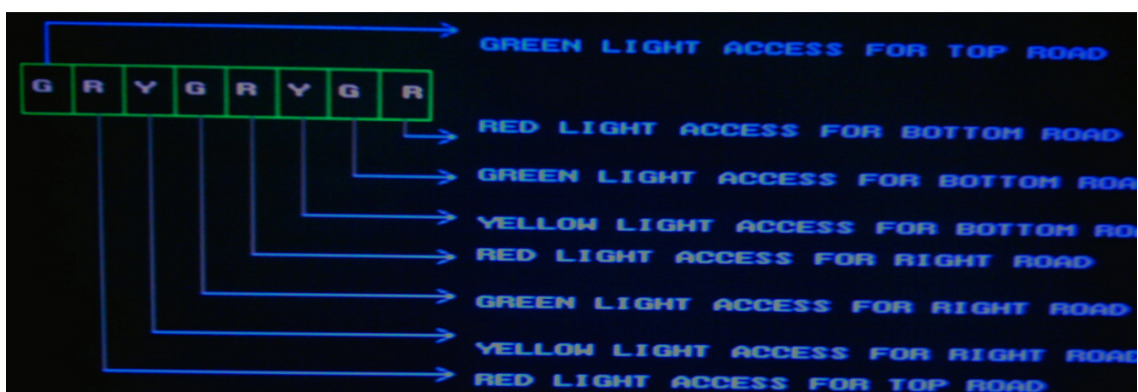 GREEN LIGHT ACCESS FOR TOP ROAD
G R Y G R Y G R
RED LIGHT ACCESS FOR BOTTOM ROAD
GREEN LIGHT ACCESS FOR BOTTOM ROA
YELLOW LIGHT ACCESS FOR BOTTOM RO
RED LIGHT ACCESS FOR RIGHT ROAD
GREEN LIGHT ACCESS FOR RIGHT ROAD
YELLOW LIGHT ACCESS FOR RIGHT ROAD
RED LIGHT ACCESS FOR TOP ROAD